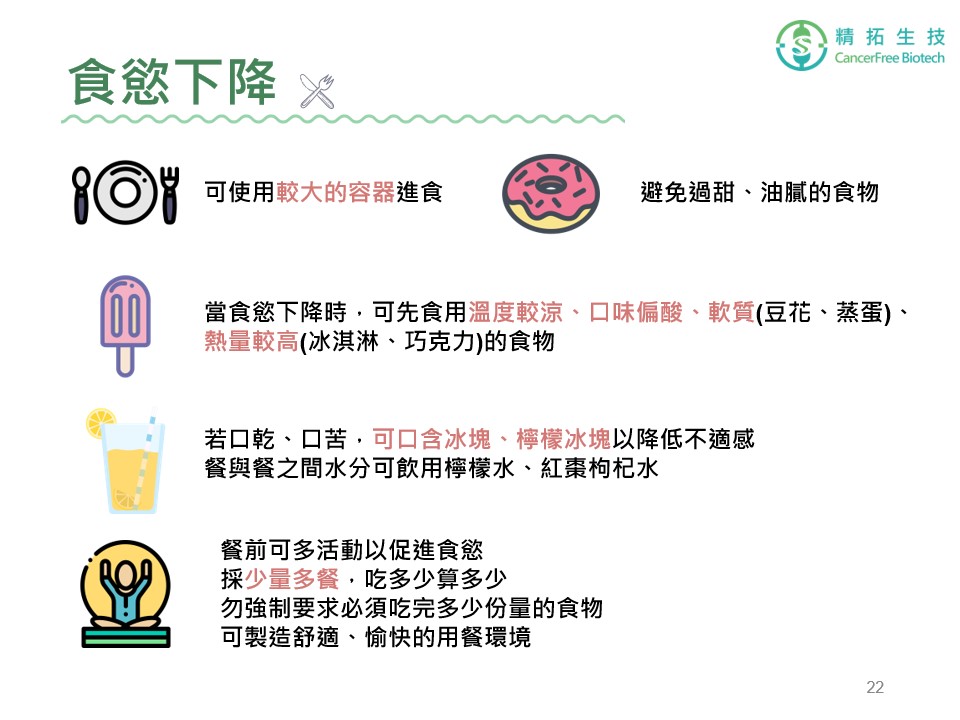 精拓生技
CancerFree Biotech
食慾下降
可使用較大的容器進食
避免過甜、油膩的食物
當食慾下降時，可先食用溫度較涼、口味偏酸、軟質(豆花、蒸蛋)、
熱量較高(冰淇淋、巧克力)的食物
若口乾、口苦，可口含冰塊、檸檬冰塊以降低不適感
餐與餐之間水分可飲用檸檬水、紅棗枸杞水
餐前可多活動以促進食慾
採少量多餐，吃多少算多少
勿強制要求必須吃完多少份量的食物
可製造舒適、愉快的用餐環境
22